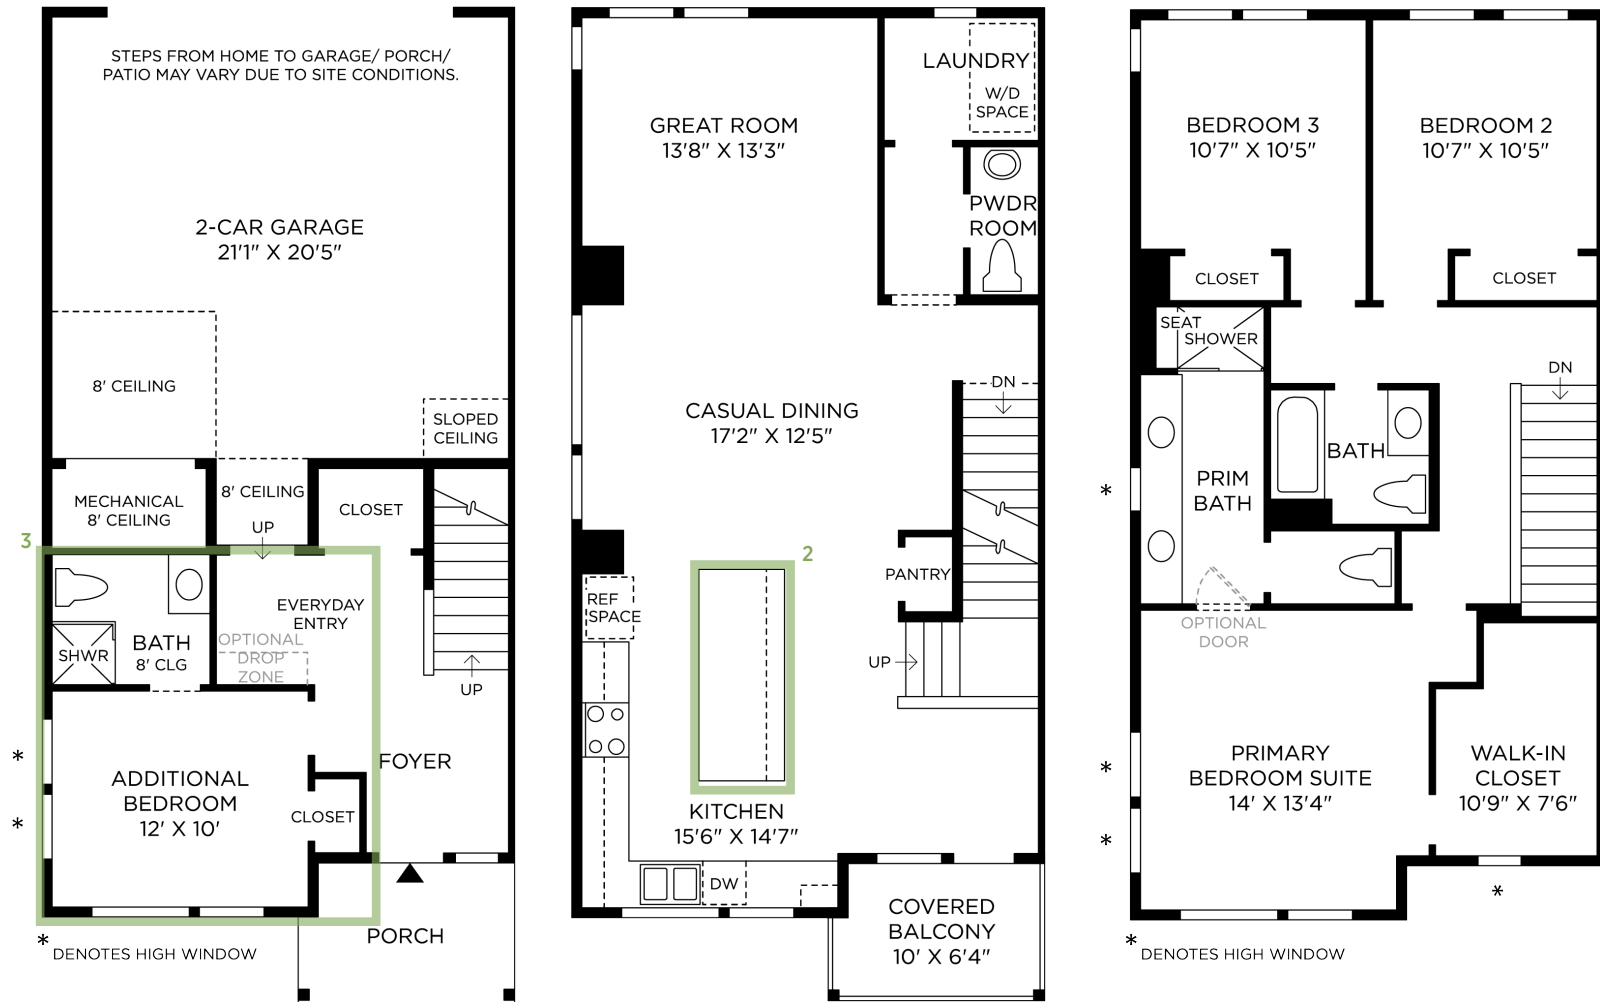 STEPS FROM HOME TO GARAGE/ PORCH/
PATIO MAY VARY DUE TO SITE CONDITIONS.
2-CAR GARAGE
21'1" X 20'5"
8' CEILING
SLOPED
CEILING
MECHANICAL
8' CEILING
8' CEILING
UP
CLOSET
3
EVERYDAY
ENTRY
OPTIONAL
DROP
ZONE
BATH
8' CLG
SHWR
UP
FOYER
*
*
ADDITIONAL
BEDROOM
12' X 10'
CLOSET
PORCH
* DENOTES HIGH WINDOW
GREAT ROOM
13'8" X 13'3"
LAUNDRY
W/D
SPACE
PWDR
ROOM
CASUAL DINING
17'2" X 12'5"
DN
PANTRY
2
REF
SPACE
UP
KITCHEN
15'6" X 14'7"
DW
COVERED
BALCONY
10' X 6'4"
BEDROOM 3
10'7" X 10'5"
BEDROOM 2
10'7" X 10'5"
CLOSET
CLOSET
SEAT
SHOWER
DN
BATH
PRIM
BATH
*
OPTIONAL
DOOR
PRIMARY
BEDROOM SUITE
14' X 13'4"
*
*
WALK-IN
CLOSET
10'9" X 7'6"
*
* DENOTES HIGH WINDOW